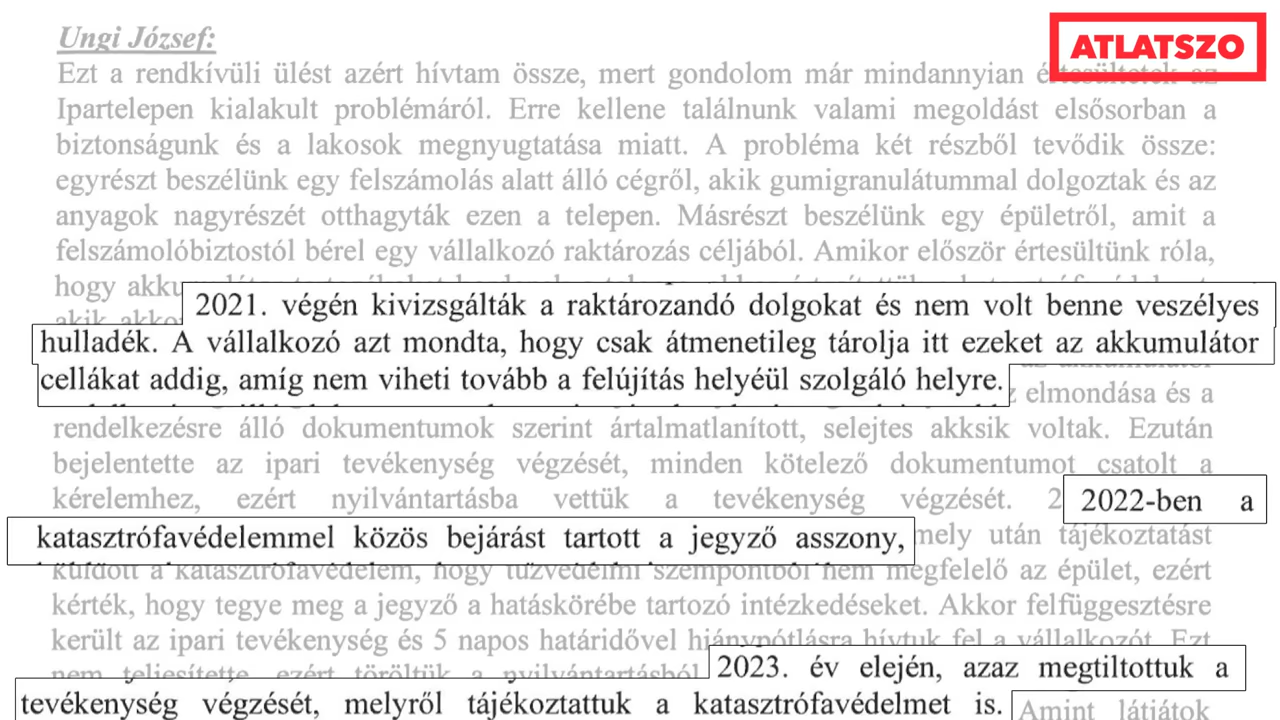 Ungi József:
ATLATSZO
Ezt a rendkívüli ülést azért hívtam össze, mert gondolom már mindannyian értesültetek az
Ipartelepen kialakult problémáról. Erre kellene találnunk valami megoldást elsősorban a
biztonságunk és a lakosok megnyugtatása miatt. A probléma két részből tevődik össze:
egyrészt beszélünk egy felszámolás alatt álló cégről, akik gumigranulátummal dolgoztak és az
anyagok nagyrészét otthagyták ezen a telepen. Másrészt beszélünk egy épületről, amit a
felszámolóbiztostól bérel egy vállalkozó raktározás céljából. Amikor először értesültünk róla,
hogy
2021. végén kivizsgálták a raktározandó dolgokat és nem volt benne veszélyes
hulladék. A vállalkozó azt mondta, hogy csak átmenetileg tárolja itt ezeket az akkumulátor
cellákat addig, amíg nem viheti tovább a felújítás helyéül szolgáló helyre.
elmondása és a
rendelkezésre álló dokumentumok szerint ártalmatlanított, selejtes akksik voltak. Ezután
bejelentette az ipari tevékenység végzését, minden kötelező dokumentumot csatolt a
kérelemhez, ezért nyilvántartásba vettük a tevékenység végzését.
2022-ben a
katasztrófavédelemmel közös bejárást tartott a jegyző asszony,
mely után tájékoztatást
küldött a katasztrófavédelem, hogy tűzvédelmi szempontból nem megfelelő az épület, ezért
kérték, hogy tegye meg a jegyző a hatáskörébe tartozó intézkedéseket. Akkor felfüggesztésre
került az ipari tevékenység és 5 napos határidővel hiánypótlásra hívtuk fel a vállalkozót. Ezt
nem teljesítette, ezért töröltük a nyilvántartásból
2023. év elején, azaz megtiltottuk a
tevékenység végzését, melyről tájékoztattuk a katasztrófavédelmet is.
Amint látjátok